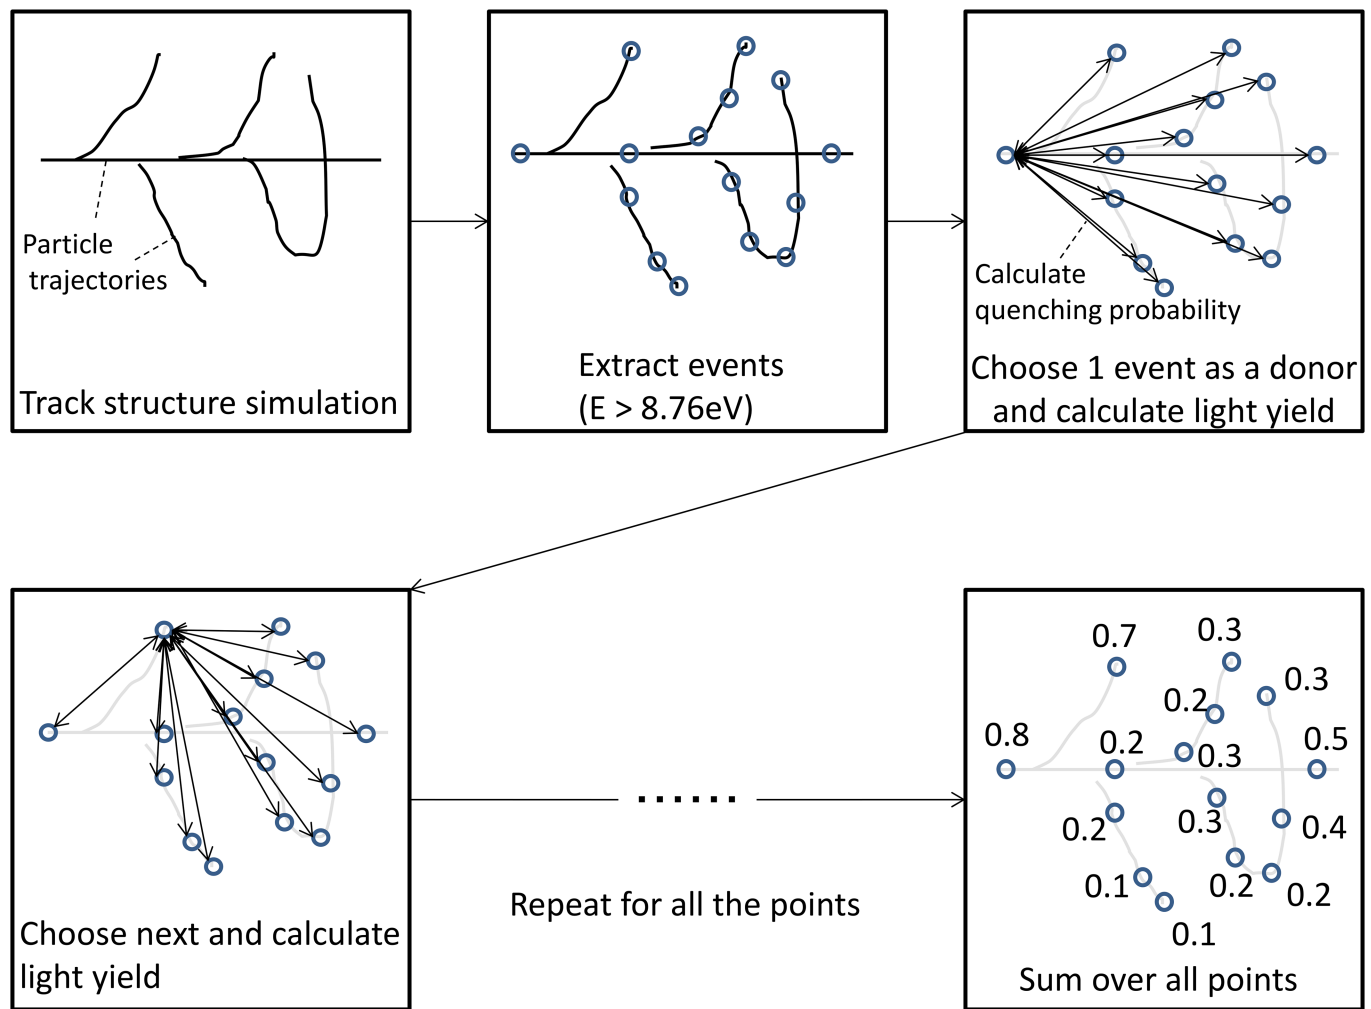 Particle
trajectories
Track structure simulation
Extract events
(E > 8.76eV)
Calculate
quenching probability
Choose 1 event as a donor
and calculate light yield
Choose next and calculate
light yield
......
Repeat for all the points
0.7
0.3
0.3
0.2
0.8
0.2
0.3
0.5
0.2
0.3
0.4
0.1
0.2
0.2
0.1
Sum over all points